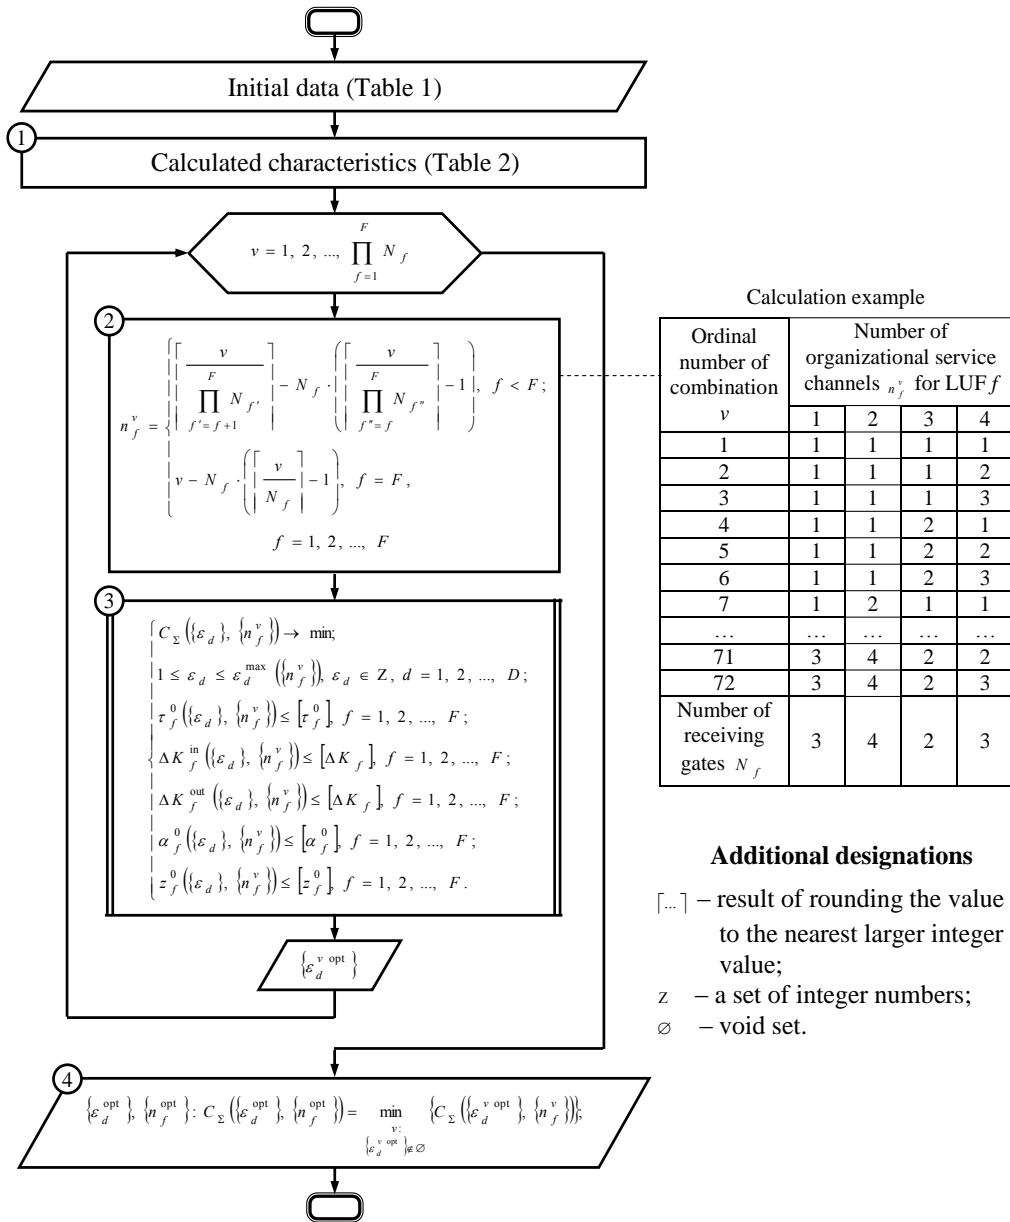 Initial data (Table 1)
1
Calculated characteristics (Table 2)
v = 1, 2, ..., ∏_{f=1}^{F} N_f
2
n_f^v = { ⌈ v / ∏_{f'=f+1}^{F} N_{f'} ⌉ − N_f · ( ⌈ v / ∏_{f''=f}^{F} N_{f''} ⌉ − 1 ), f < F;
v − N_f · ( ⌈ v / N_f ⌉ − 1 ), f = F,
f = 1, 2, ..., F
3
C_Σ ({ε_d}, {n_f^v}) → min;
1 ≤ ε_d ≤ ε_d^max ({n_f^v}), ε_d ∈ Z, d = 1, 2, ..., D;
τ_f^0 ({ε_d}, {n_f^v}) ≤ [τ_f^0], f = 1, 2, ..., F;
ΔK_f^in ({ε_d}, {n_f^v}) ≤ [ΔK_f], f = 1, 2, ..., F;
ΔK_f^out ({ε_d}, {n_f^v}) ≤ [ΔK_f], f = 1, 2, ..., F;
α_f^0 ({ε_d}, {n_f^v}) ≤ [α_f^0], f = 1, 2, ..., F;
z_f^0 ({ε_d}, {n_f^v}) ≤ [z_f^0], f = 1, 2, ..., F.
{ε_d^{v opt}}
4
{ε_d^opt}, {n_f^opt}: C_Σ ({ε_d^opt}, {n_f^opt}) = min_{v: {ε_d^{v opt}}∉∅} {C_Σ ({ε_d^{v opt}}, {n_f^v})};
Calculation example
Ordinal
number of
combination
v
Number of
organizational service
channels n_f^v for LUF f
1 2 3 4
1 1 1 1 1
2 1 1 1 2
3 1 1 1 3
4 1 1 2 1
5 1 1 2 2
6 1 1 2 3
7 1 2 1 1
... ... ... ... ...
71 3 4 2 2
72 3 4 2 3
Number of
receiving
gates N_f
3 4 2 3
Additional designations
⌈...⌉ – result of rounding the value
to the nearest larger integer
value;
Z – a set of integer numbers;
∅ – void set.